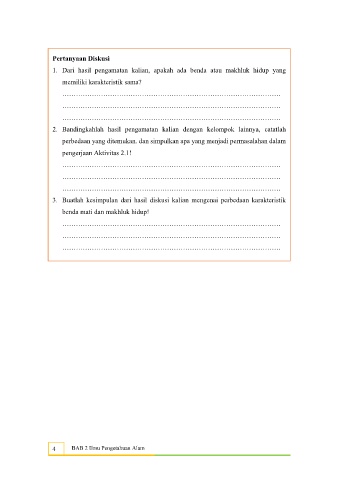 Pertanyaan Diskusi
1. Dari hasil pengamatan kalian, apakah ada benda atau makhluk hidup yang
memiliki karakteristik sama?
……………………………………………………………………………………
……………………………………………………………………………………
……………………………………………………………………………………
2. Bandingkahlah hasil pengamatan kalian dengan kelompok lainnya, catatlah
perbedaan yang ditemukan. dan simpulkan apa yang menjadi permasalahan dalam
pengerjaan Aktivitas 2.1!
……………………………………………………………………………………
……………………………………………………………………………………
……………………………………………………………………………………
3. Buatlah kesimpulan dari hasil diskusi kalian mengenai perbedaan karakteristik
benda mati dan makhluk hidup!
……………………………………………………………………………………
……………………………………………………………………………………
……………………………………………………………………………………
4 BAB 2 Ilmu Pengetahuan Alam